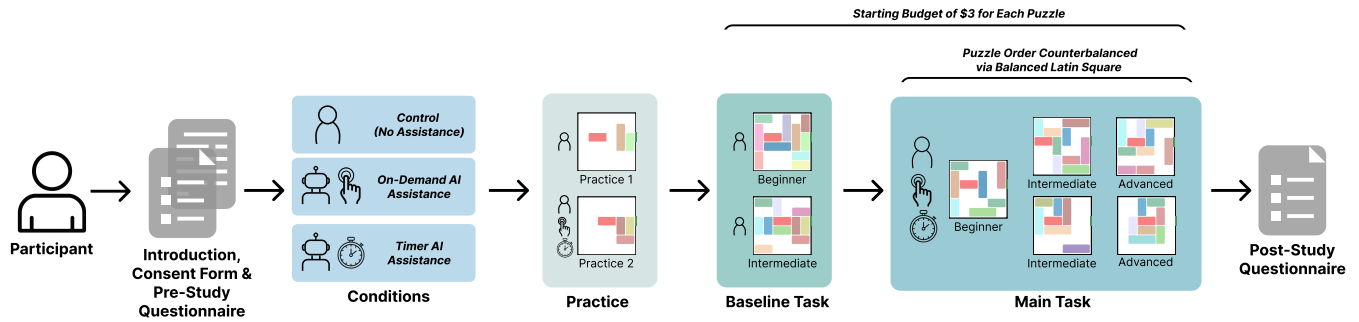 Starting Budget of $3 for Each Puzzle
Puzzle Order Counterbalanced
via Balanced Latin Square
Participant
Introduction,
Consent Form &
Pre-Study
Questionnaire
Control
(No Assistance)
On-Demand AI
Assistance
Timer AI
Assistance
Conditions
Practice 1
Practice 2
Practice
Beginner
Intermediate
Baseline Task
Beginner
Intermediate
Advanced
Intermediate
Advanced
Main Task
Post-Study
Questionnaire